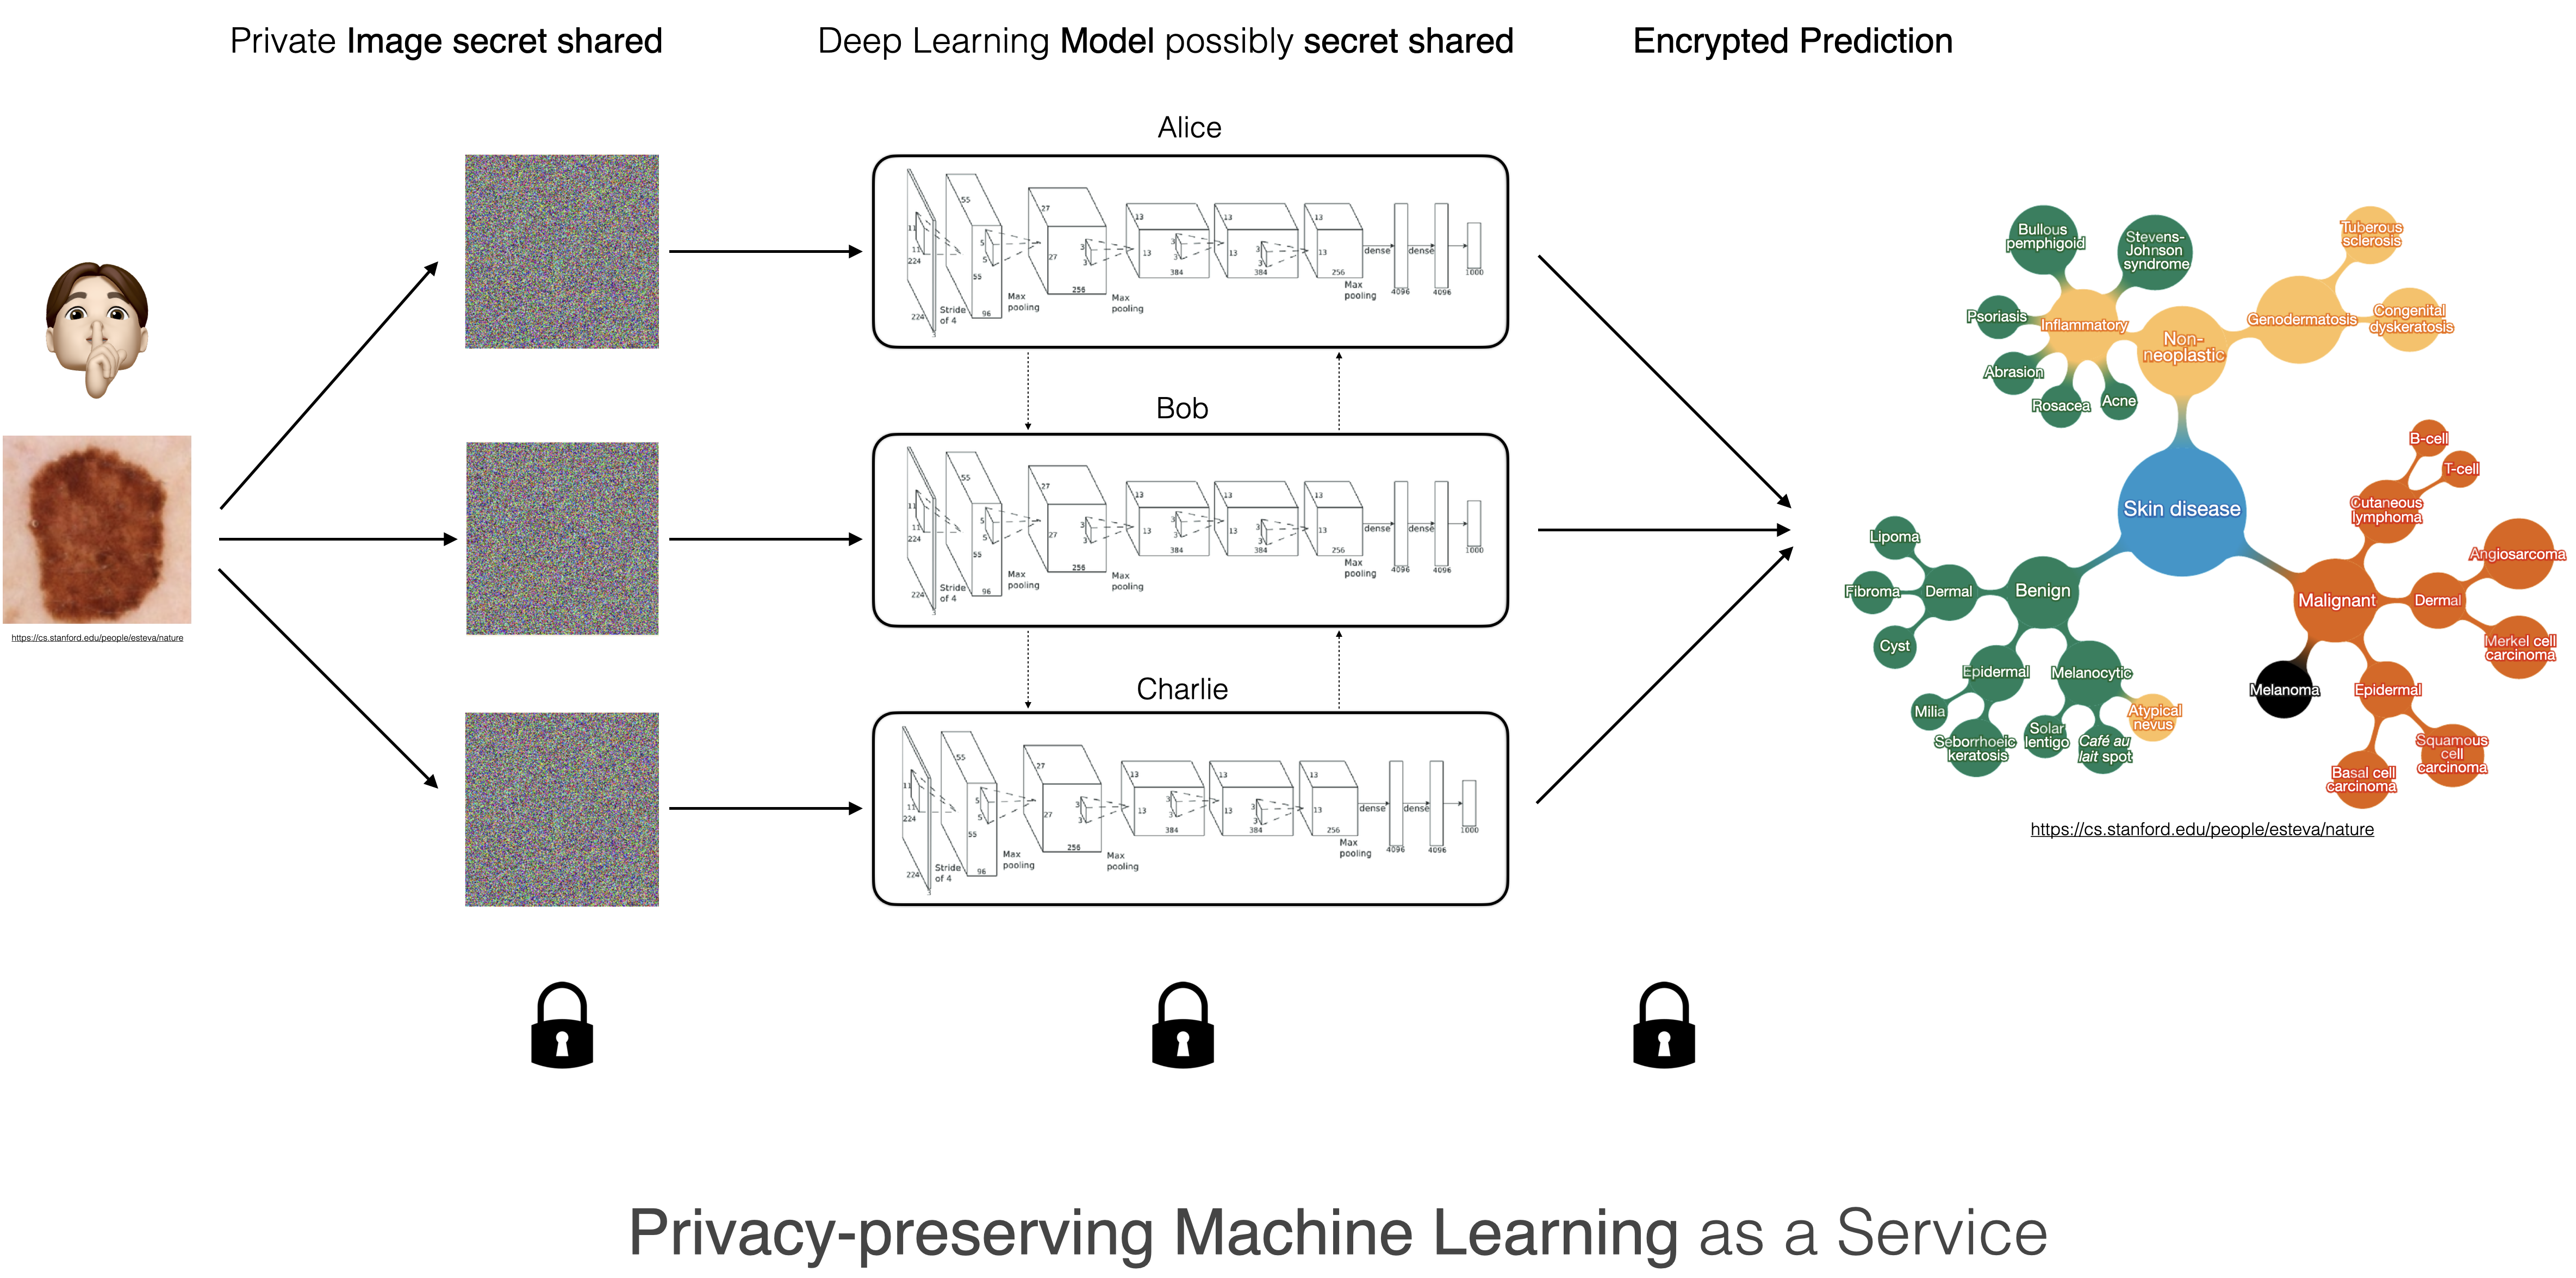 Private Image secret shared
Deep Learning Model possibly secret shared
Encrypted Prediction
https://cs.stanford.edu/people/esteva/nature
Alice
11
11
224
224
3
Stride
of 4
55
5
5
55
96
Max
pooling
27
3
3
27
256
Max
pooling
13
3
3
13
384
13
3
3
13
384
13
13
256
Max
pooling
dense
4096
dense
4096
1000
Bob
11
11
224
224
3
Stride
of 4
55
5
5
55
96
Max
pooling
27
3
3
27
256
Max
pooling
13
3
3
13
384
13
3
3
13
384
13
13
256
Max
pooling
dense
4096
dense
4096
1000
Charlie
11
11
224
224
3
Stride
of 4
55
5
5
55
96
Max
pooling
27
3
3
27
256
Max
pooling
13
3
3
13
384
13
3
3
13
384
13
13
256
Max
pooling
dense
4096
dense
4096
1000
Bullous
pemphigoid
Stevens-
Johnson
syndrome
Psoriasis
Inflammatory
Abrasion
Rosacea
Acne
Non-
neoplastic
Genodermatosis
Tuberous
sclerosis
Congenital
dyskeratosis
Skin disease
Benign
Dermal
Lipoma
Fibroma
Cyst
Epidermal
Milia
Seborrhoeic
keratosis
Melanocytic
Solar
lentigo
Café au
lait spot
Atypical
nevus
Malignant
Cutaneous
lymphoma
B-cell
T-cell
Dermal
Angiosarcoma
Merkel cell
carcinoma
Melanoma
Epidermal
Basal cell
carcinoma
Squamous
cell
carcinoma
https://cs.stanford.edu/people/esteva/nature
Privacy-preserving Machine Learning as a Service